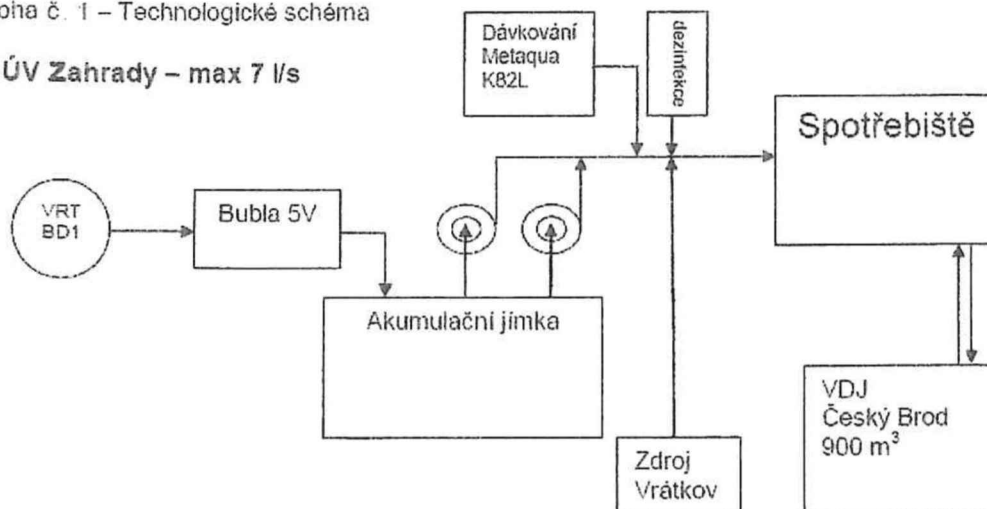 č. 1 – Technologické schéma
ÚV Zahrady – max 7 l/s
Dávkování
Metaqua
K82L
dezinfekce
Spotřebiště
VRT
BD1
Bubla 5V
Akumulační jímka
VDJ
Český Brod
900 m³
Zdroj
Vrátkov